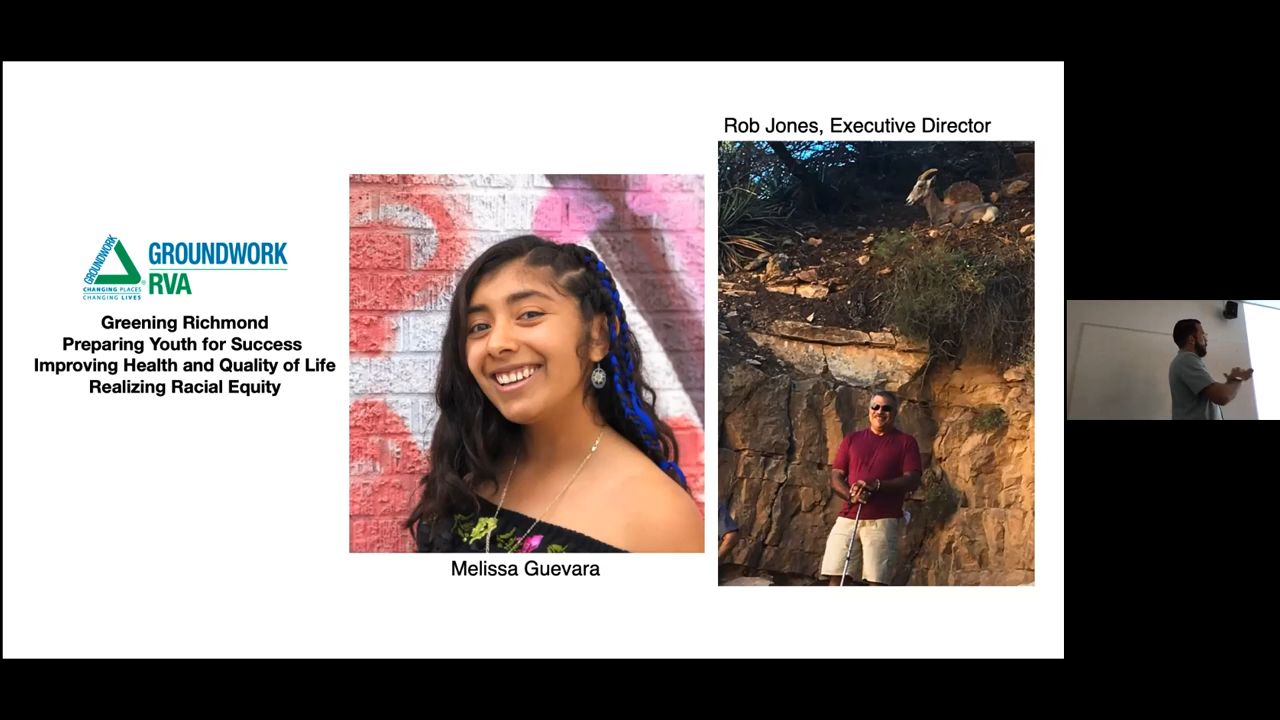 GROUNDWORK
CHANGING PLACES
CHANGING LIVES
GROUNDWORK
RVA
Greening Richmond
Preparing Youth for Success
Improving Health and Quality of Life
Realizing Racial Equity
Melissa Guevara
Rob Jones, Executive Director